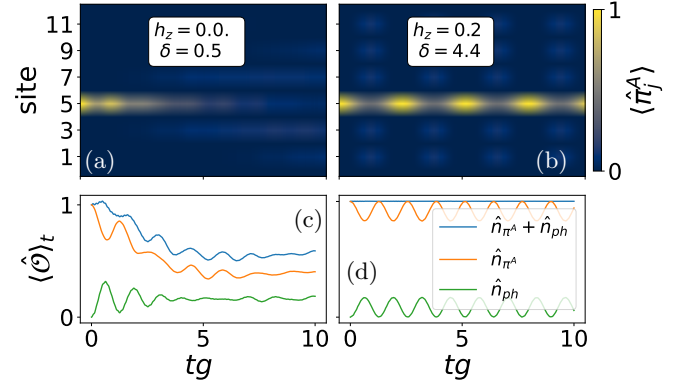 11
9
7
5
3
1
site
h_z = 0.0.
δ = 0.5
(a)
h_z = 0.2
δ = 4.4
(b)
1
0
⟨π̂_j^A⟩
1
0
⟨𝒪̂⟩_t
(c)
0
5
10
tg
(d)
n̂_{π^A} + n̂_{ph}
n̂_{π^A}
n̂_{ph}
0
5
10
tg